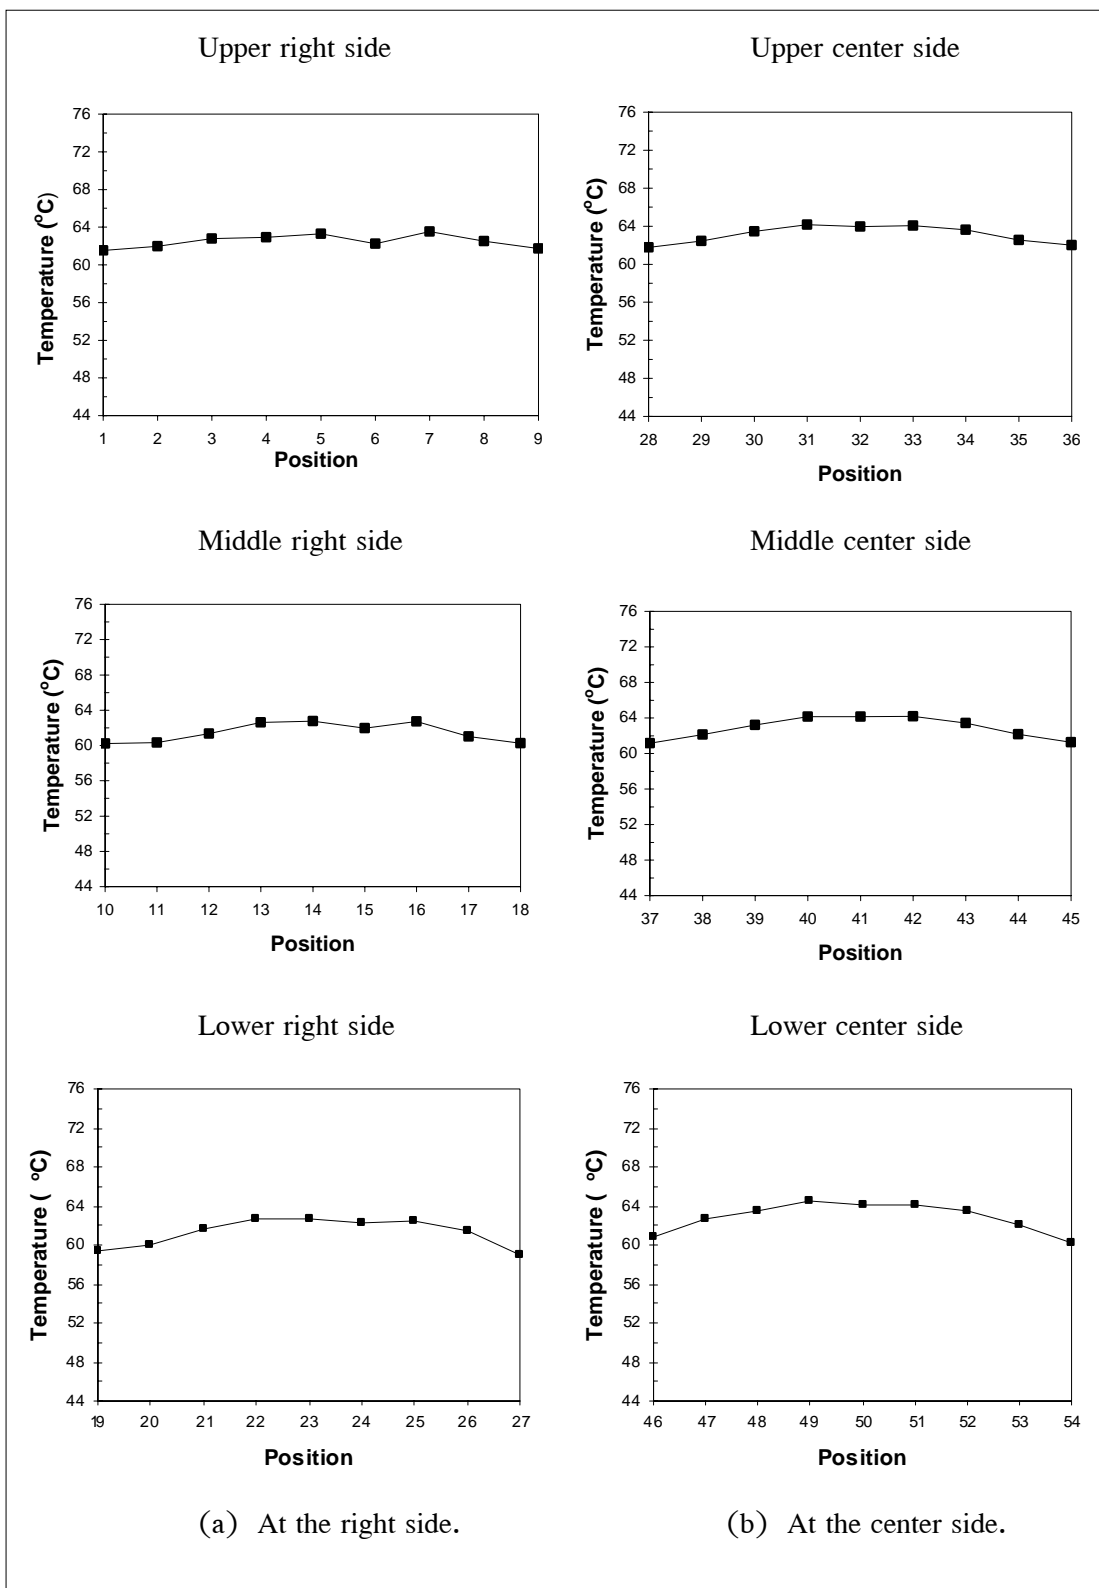 Upper right side
Upper center side
76
72
68
64
60
56
52
48
44
Temperature (°C)
1 2 3 4 5 6 7 8 9
Position
76
72
68
64
60
56
52
48
44
Temperature (°C)
28 29 30 31 32 33 34 35 36
Position
Middle right side
Middle center side
76
72
68
64
60
56
52
48
44
Temperature (°C)
10 11 12 13 14 15 16 17 18
Position
76
72
68
64
60
56
52
48
44
Temperature (°C)
37 38 39 40 41 42 43 44 45
Position
Lower right side
Lower center side
76
72
68
64
60
56
52
48
44
Temperature ( °C)
19 20 21 22 23 24 25 26 27
Position
76
72
68
64
60
56
52
48
44
Temperature ( °C)
46 47 48 49 50 51 52 53 54
Position
(a) At the right side.
(b) At the center side.